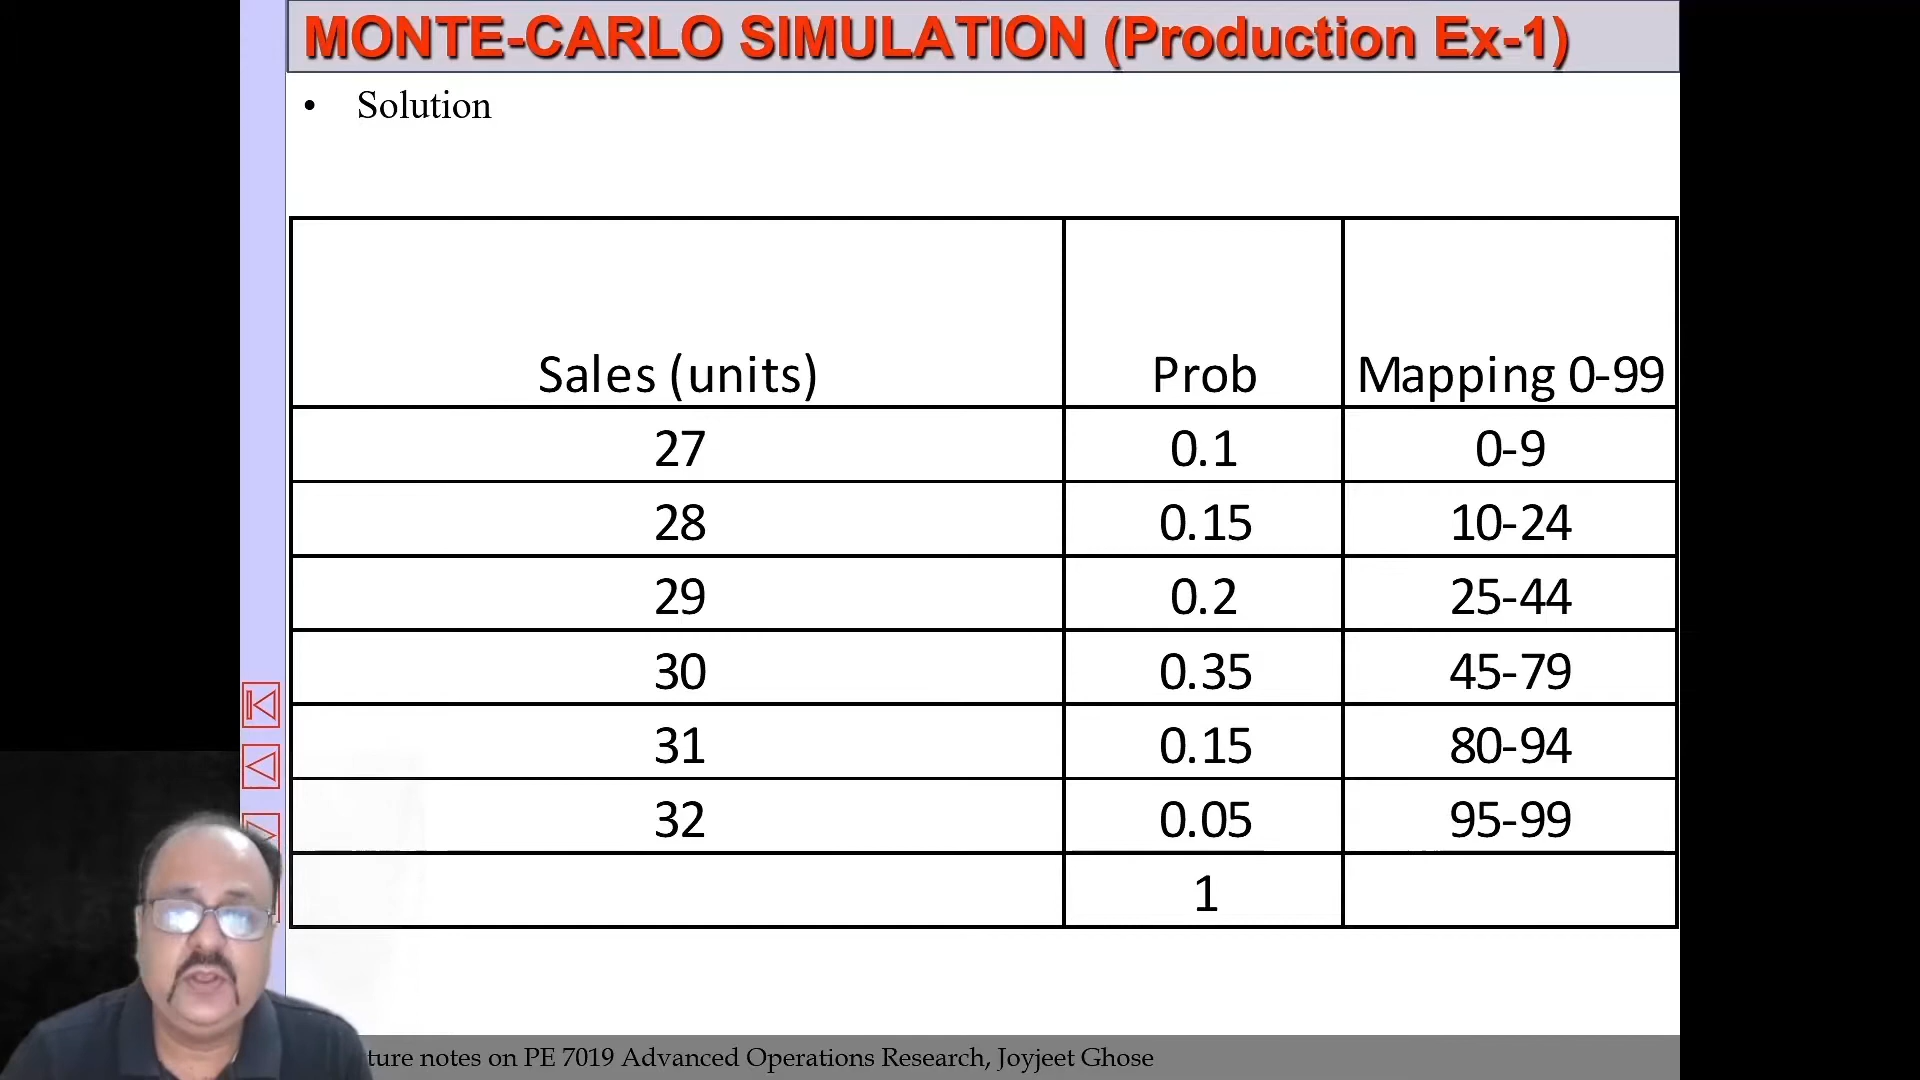 MONTE-CARLO SIMULATION (Production Ex-1)
• Solution
Sales (units) Prob Mapping 0-99
27 0.1 0-9
28 0.15 10-24
29 0.2 25-44
30 0.35 45-79
31 0.15 80-94
32 0.05 95-99
1
notes on PE 7019 Advanced Operations Research, Joyjeet Ghose